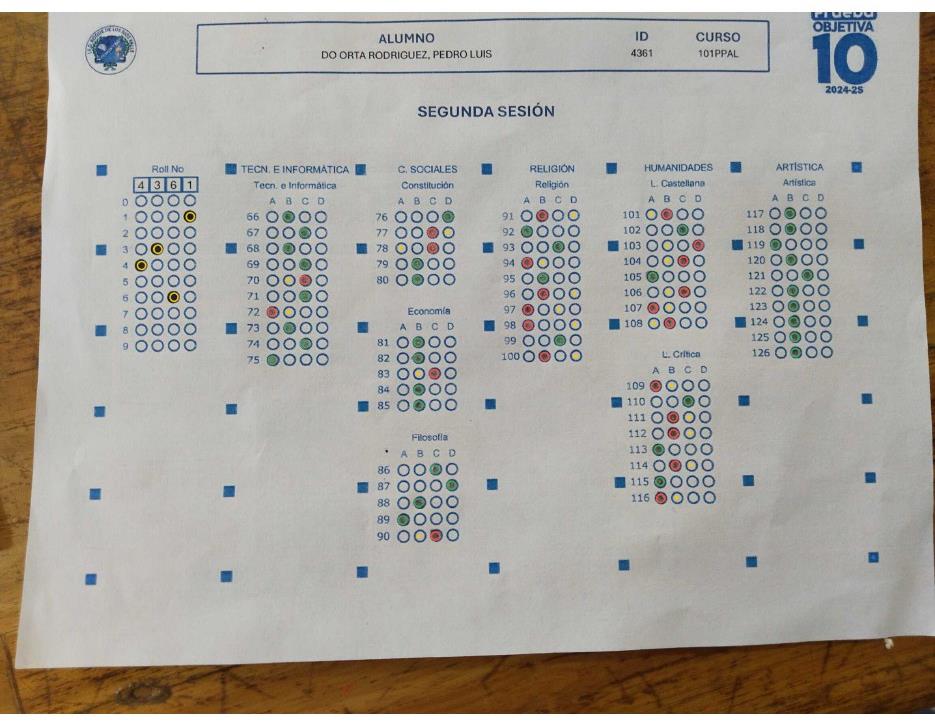 Prueba
OBJETIVA
10
2024-2S
ALUMNO ID CURSO
DO ORTA RODRIGUEZ, PEDRO LUIS 4361 101PPAL
SEGUNDA SESIÓN
Roll No
4 3 6 1
0
1
2
3
4
5
6
7
8
9
TECN. E INFORMÁTICA
Tecn. e Informática
A B C D
66
67
68
69
70
71
72
73
74
75
C. SOCIALES
Constitución
A B C D
76
77
78
79
80
Economía
A B C D
81
82
83
84
85
Filosofía
A B C D
86
87
88
89
90
RELIGIÓN
Religión
A B C D
91
92
93
94
95
96
97
98
99
100
HUMANIDADES
L. Castellana
A B C D
101
102
103
104
105
106
107
108
L. Crítica
A B C D
109
110
111
112
113
114
115
116
ARTÍSTICA
Artística
A B C D
117
118
119
120
121
122
123
124
125
126